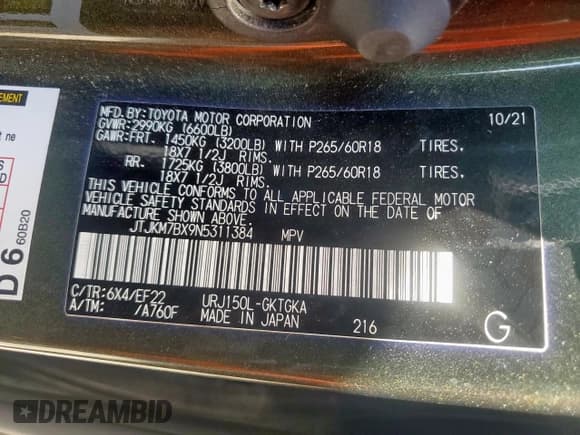 MFD.BY:TOYOTA MOTOR CORPORATION 10/21
GVWR:2990KG (6600LB)
GAWR:FRT. 1450KG (3200LB) WITH P265/60R18 TIRES.
18X7 1/2J RIMS.
RR. 1725KG (3800LB) WITH P265/60R18 TIRES.
18X7 1/2J RIMS.
THIS VEHICLE CONFORMS TO ALL APPLICABLE FEDERAL MOTOR
VEHICLE SAFETY STANDARDS IN EFFECT ON THE DATE OF
MANUFACTURE SHOWN ABOVE.
JTJKM7BX9N5311384 MPV
C/TR:6X4/EF22 URJ150L-GKTGKA
A/TM: /A760F MADE IN JAPAN 216 G
EMENT
ne
D 6 60B20
DREAMBID